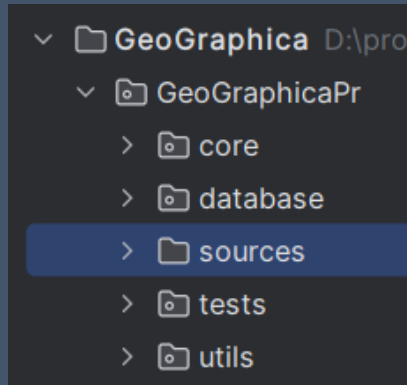 GeoGraphica D:\pro
GeoGraphicaPr
core
database
sources
tests
utils